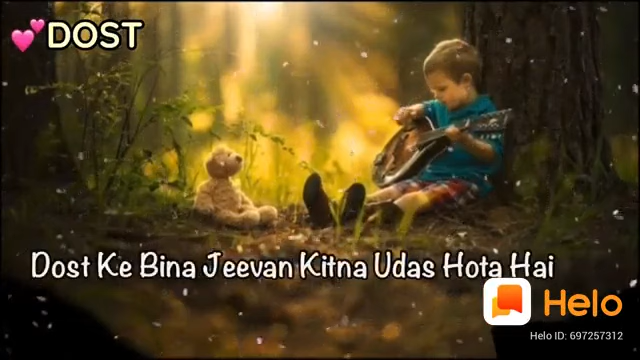 💕DOST
Dost Ke Bina Jeevan Kitna Udas Hota Hai
Helo
Helo ID: 697257312